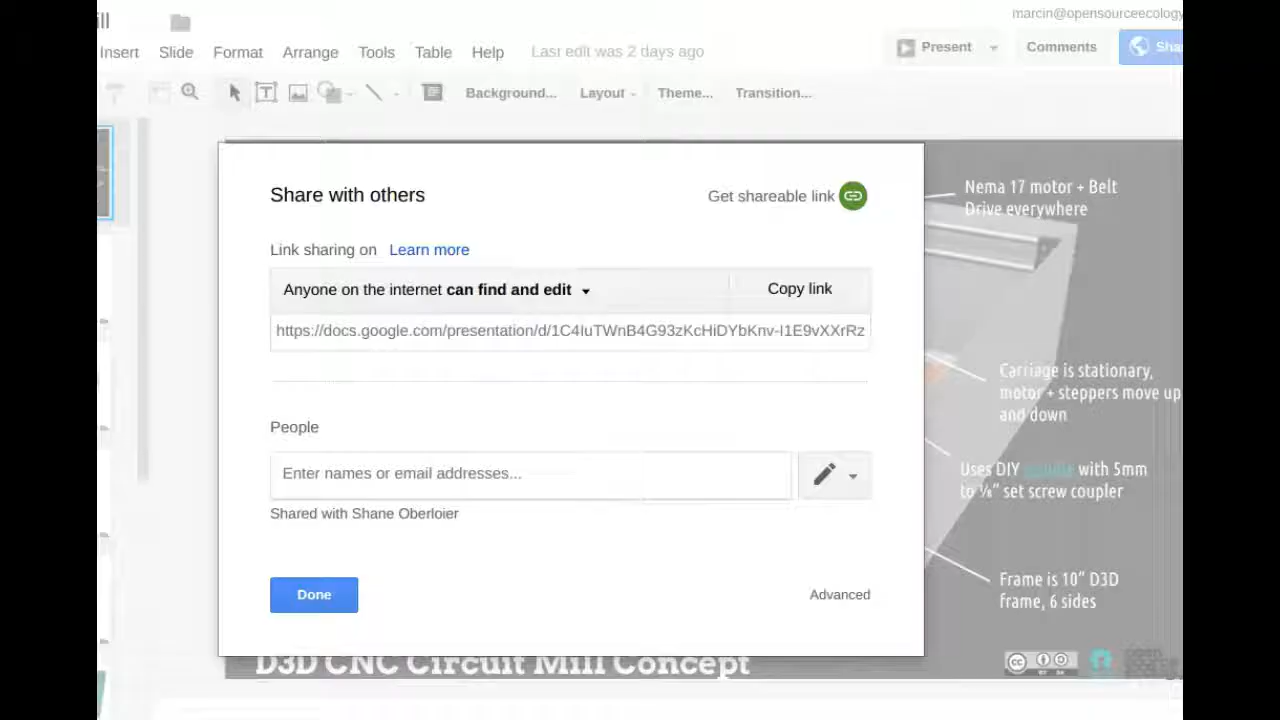 ill
marcin@opensourceecology
Insert Slide Format Arrange Tools Table Help Last edit was 2 days ago
Present Comments Sha
Background... Layout Theme... Transition...
Share with others
Get shareable link
Link sharing on Learn more
Anyone on the internet can find and edit
Copy link
https://docs.google.com/presentation/d/1C4IuTWnB4G93zKcHiDYbKnv-I1E9vXXrRz
People
Enter names or email addresses...
Shared with Shane Oberloier
Done
Advanced
Nema 17 motor + Belt
Drive everywhere
Carriage is stationary,
motor + steppers move up
and down
Uses DIY with 5mm
to ⅛” set screw coupler
Frame is 10” D3D
frame, 6 sides
D3D CNC Circuit Mill Concept
cc